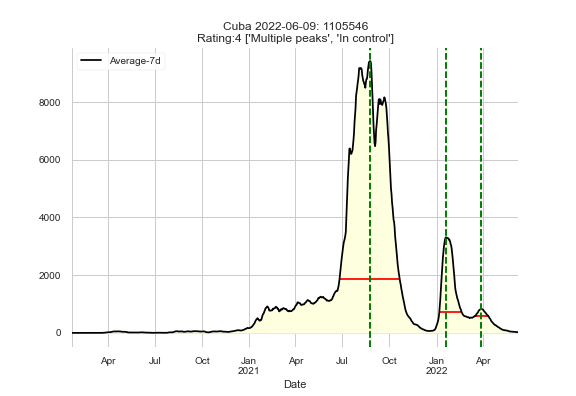 Cuba 2022-06-09: 1105546
Rating:4 ['Multiple peaks', 'In control']
Average-7d
8000
6000
4000
2000
0
Apr Jul Oct Jan Apr Jul Oct Jan Apr
2021 2022
Date